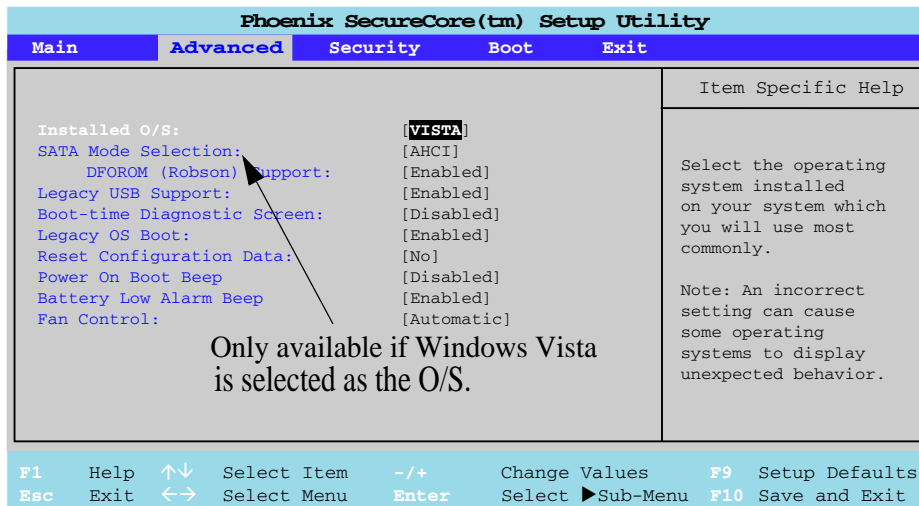 Phoenix SecureCore(tm) Setup Utility
Main Advanced Security Boot Exit
Item Specific Help
Installed O/S: [VISTA]
SATA Mode Selection: [AHCI]
DFOROM (Robson) Support: [Enabled]
Legacy USB Support: [Enabled]
Boot-time Diagnostic Screen: [Disabled]
Legacy OS Boot: [Enabled]
Reset Configuration Data: [No]
Power On Boot Beep [Disabled]
Battery Low Alarm Beep [Enabled]
Fan Control: [Automatic]
Only available if Windows Vista
is selected as the O/S.
Select the operating
system installed
on your system which
you will use most
commonly.
Note: An incorrect
setting can cause
some operating
systems to display
unexpected behavior.
F1 Help ↑↓ Select Item -/+ Change Values F9 Setup Defaults
Esc Exit ←→ Select Menu Enter Select ▶Sub-Menu F10 Save and Exit